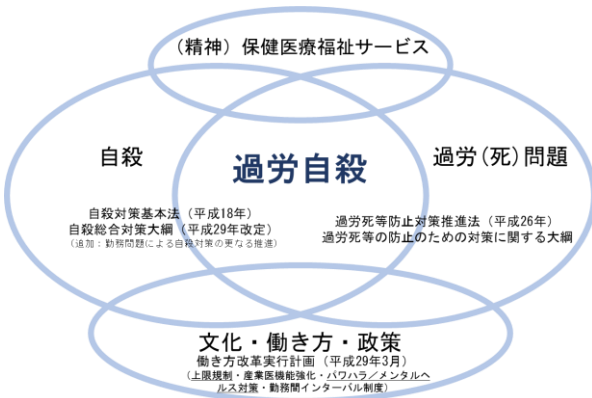 (精神) 保健医療福祉サービス
自殺
過労自殺
過労(死)問題
自殺対策基本法 (平成18年)
自殺総合対策大綱 (平成29年改定)
(追加：勤務問題による自殺対策の更なる推進)
過労死等防止対策推進法 (平成26年)
過労死等の防止のための対策に関する大綱
文化・働き方・政策
働き方改革実行計画 (平成29年3月)
(上限規制・産業医機能強化・パワハラ／メンタルヘ
ルス対策・勤務間インターバル制度)